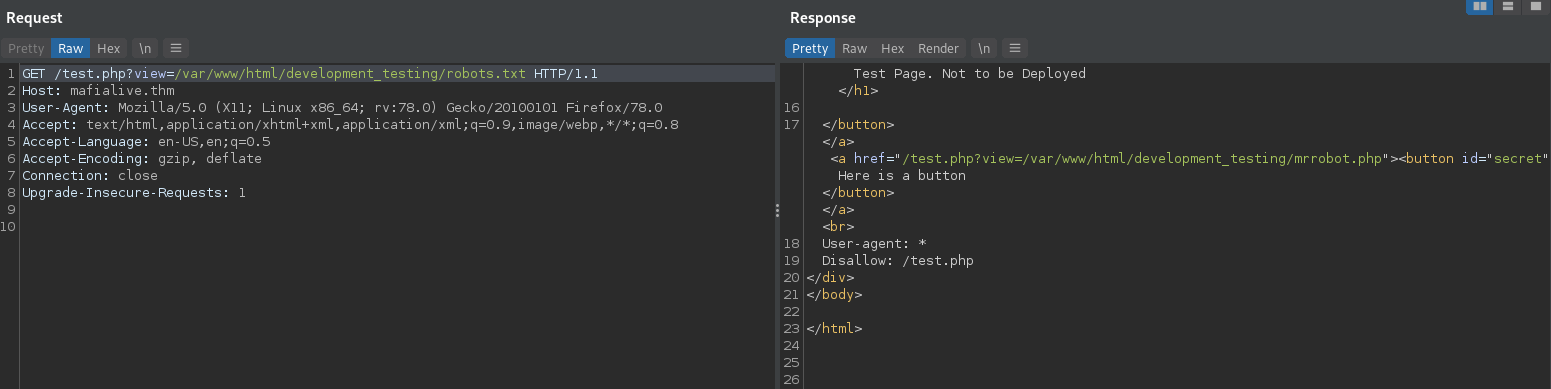 Request
Pretty Raw Hex \n
1 GET /test.php?view=/var/www/html/development_testing/robots.txt HTTP/1.1
2 Host: mafialive.thm
3 User-Agent: Mozilla/5.0 (X11; Linux x86_64; rv:78.0) Gecko/20100101 Firefox/78.0
4 Accept: text/html,application/xhtml+xml,application/xml;q=0.9,image/webp,*/*;q=0.8
5 Accept-Language: en-US,en;q=0.5
6 Accept-Encoding: gzip, deflate
7 Connection: close
8 Upgrade-Insecure-Requests: 1
9
10
Response
Pretty Raw Hex Render \n
Test Page. Not to be Deployed
</h1>
16
17 </button>
</a>
<a href="/test.php?view=/var/www/html/development_testing/mrrobot.php"><button id="secret"
Here is a button
</button>
</a>
<br>
18 User-agent: *
19 Disallow: /test.php
20 </div>
21 </body>
22
23 </html>
24
25
26